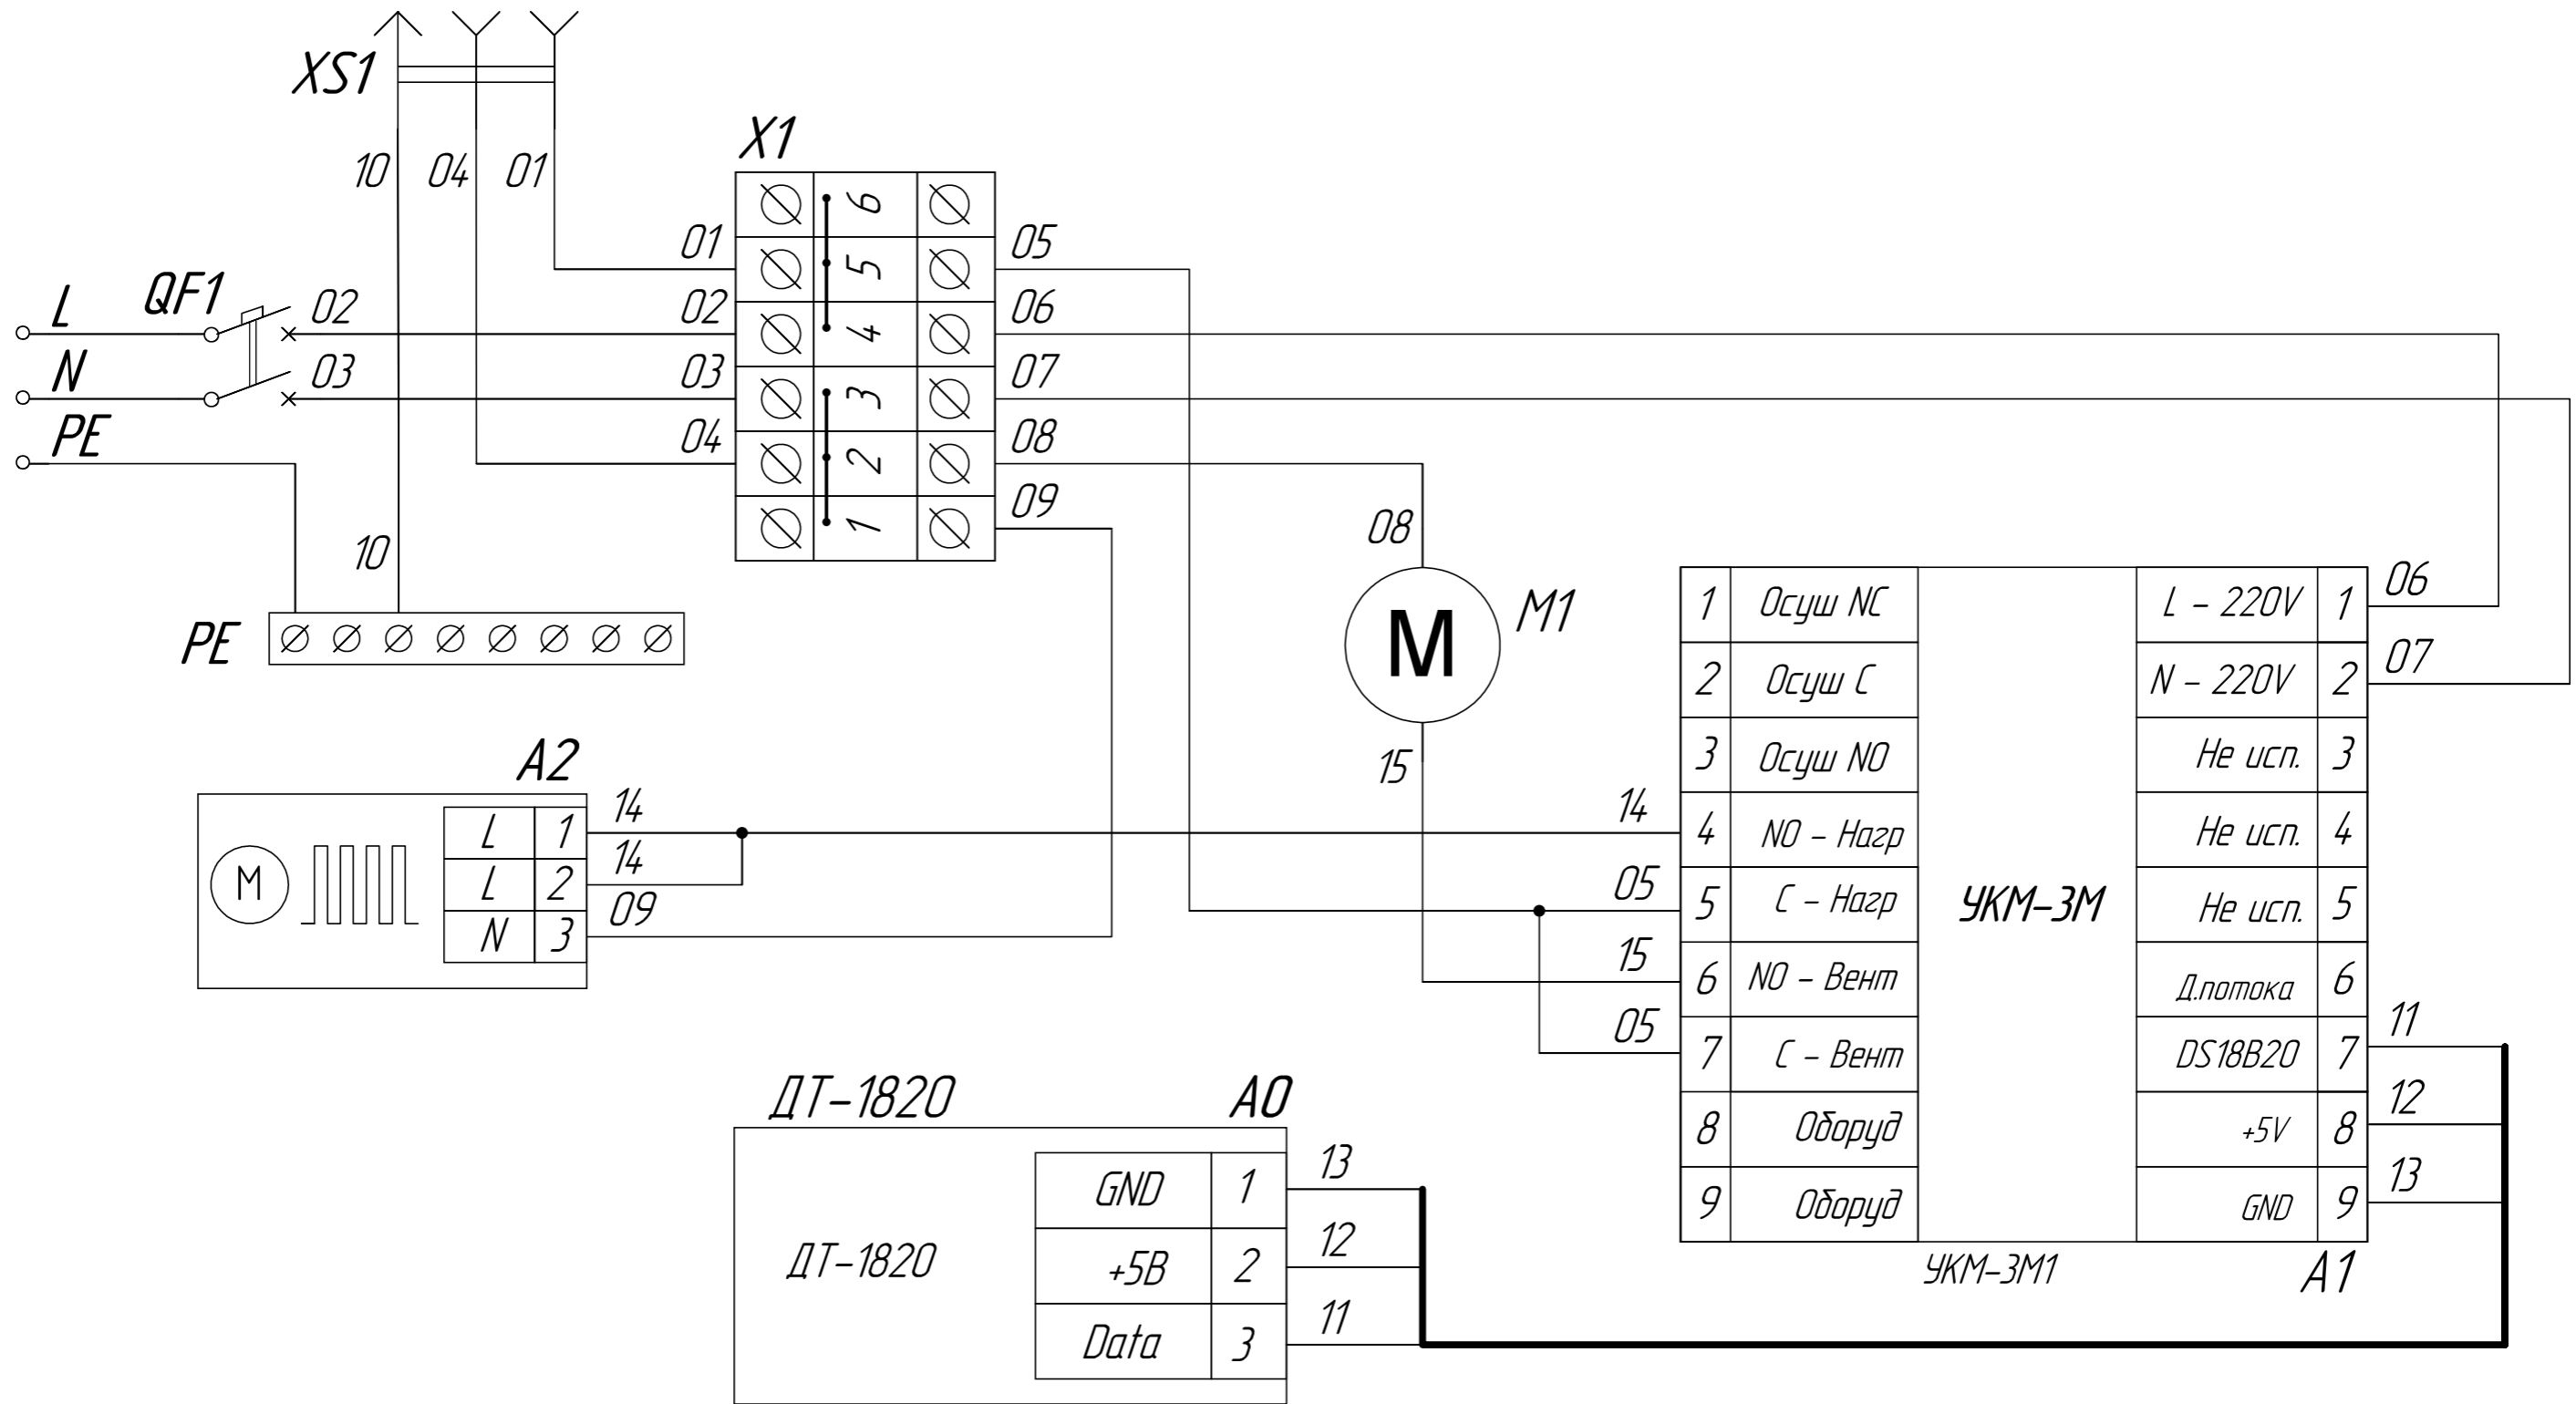 XS1
10 04 01
X1
6
01 5 05
L QF1 02 02 4 06
N 03 03 3 07
PE 04 2 08
1 09
10
08
PE
M M1
15
A2
L 1 14
M L 2 14
N 3 09
1 Осуш NC L - 220V 1 06
2 Осуш C N - 220V 2 07
3 Осуш NO Не исп. 3
14 4 NO - Нагр Не исп. 4
05 5 C - Нагр УКМ-3М Не исп. 5
15 6 NO - Вент Д.потока 6
05 7 C - Вент DS18B20 7 11
8 Оборуд +5V 8 12
9 Оборуд GND 9 13
УКМ-3М1 A1
ДТ-1820 A0
GND 1 13
ДТ-1820 +5В 2 12
Data 3 11